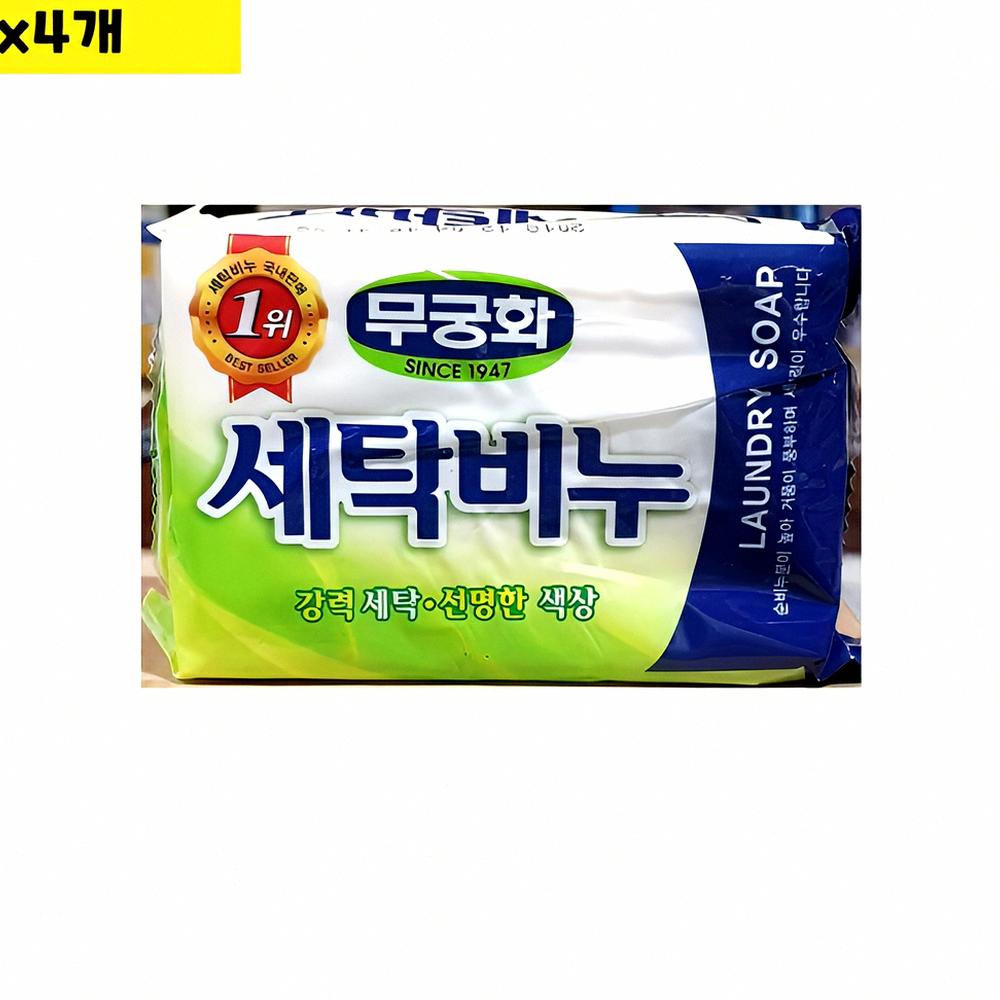 x4개
세탁비누 국내판매
1위
BEST SELLER
무궁화
SINCE 1947
세탁비누
강력 세탁·선명한 색상
LAUNDRY SOAP
순비누분이 높아 거품이 풍부하며 세척력이 우수합니다